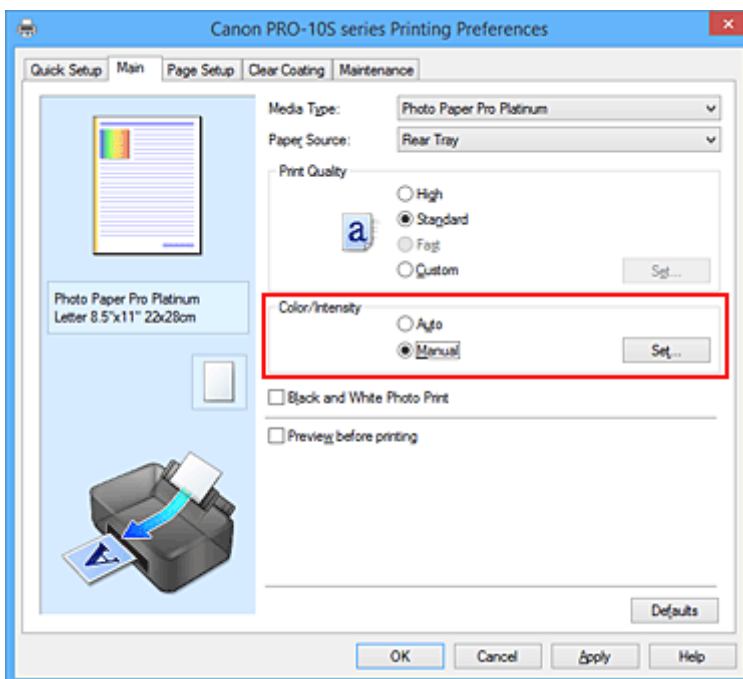 Canon PRO-10S series Printing Preferences
Quick Setup Main Page Setup Clear Coating Maintenance
Media Type: Photo Paper Pro Platinum
Paper Source: Rear Tray
Print Quality
High
Standard
Fast
Custom Set...
Photo Paper Pro Platinum
Letter 8.5"x11" 22x28cm
Color/Intensity
Auto
Manual Set...
Black and White Photo Print
Preview before printing
Defaults
OK Cancel Apply Help